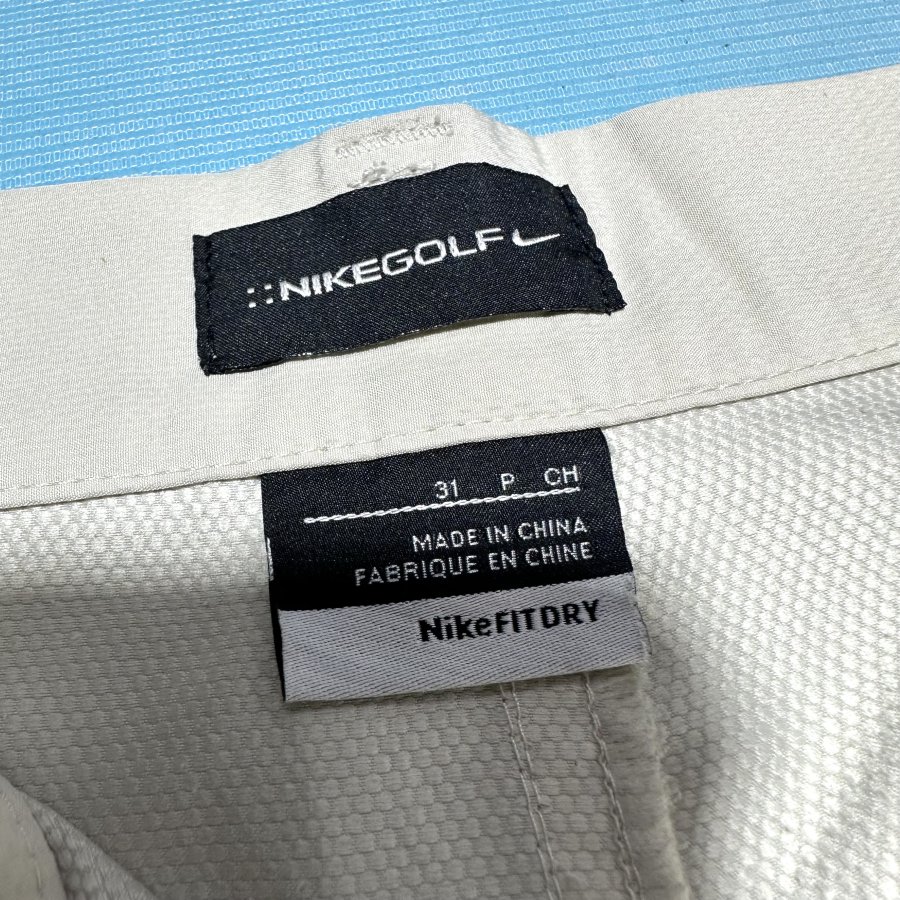 ::NIKEGOLF
31 P CH
MADE IN CHINA
FABRIQUE EN CHINE
NikeFITDRY